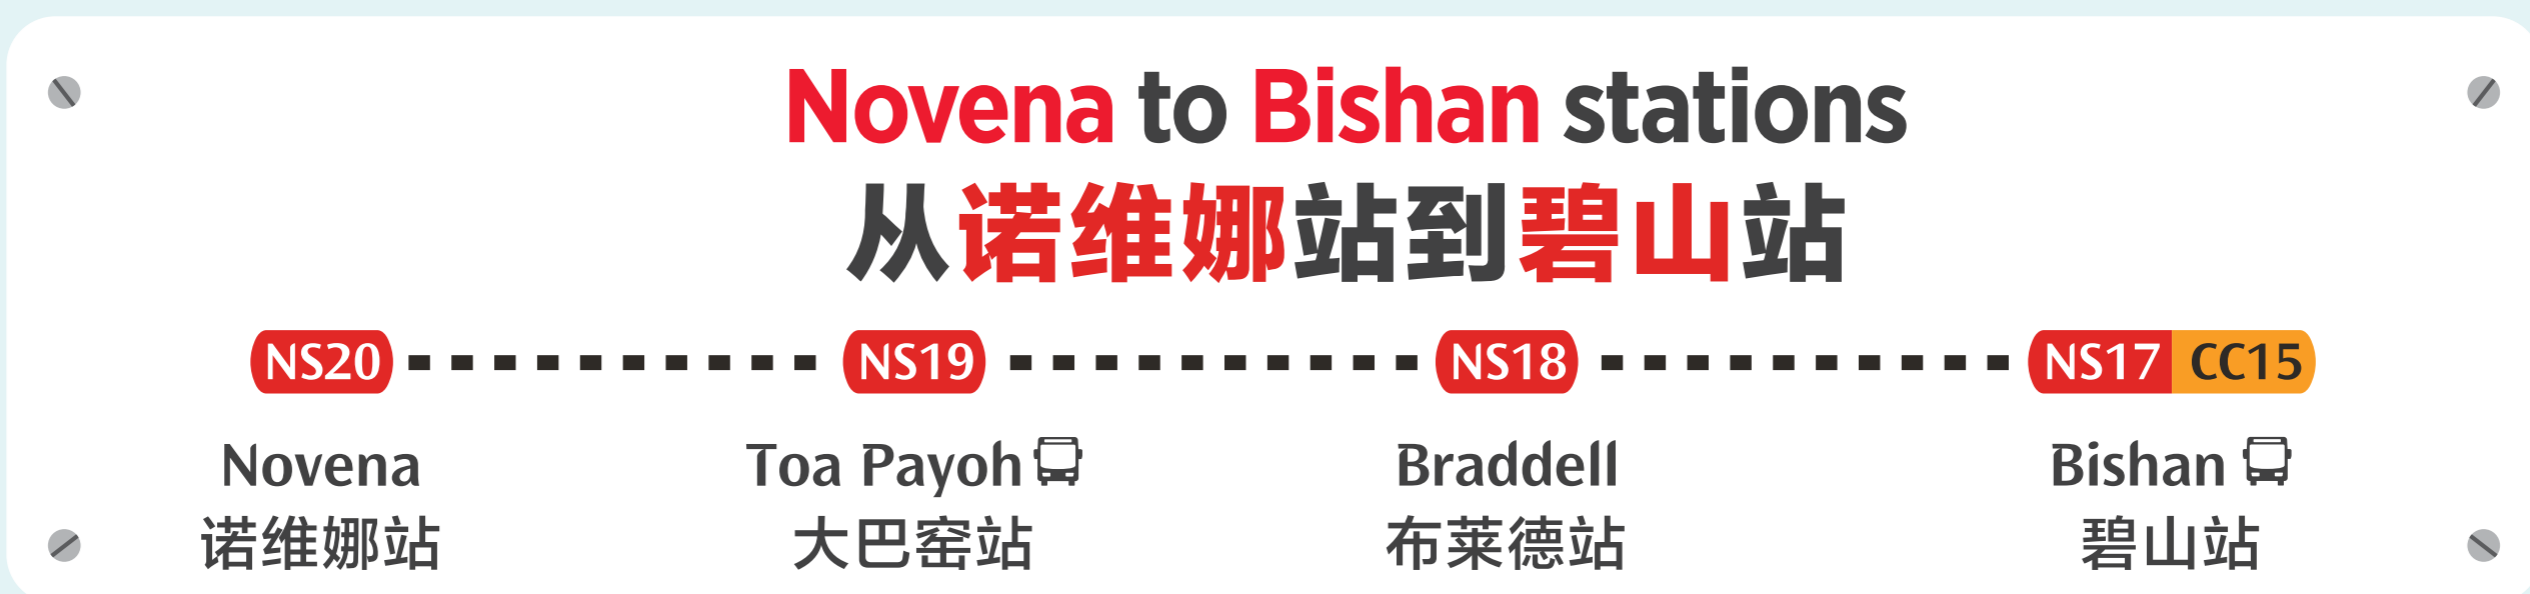 Novena to Bishan stations
从诺维娜站到碧山站
NS20 NS19 NS18 NS17 CC15
Novena Toa Payoh Braddell Bishan
诺维娜站 大巴窑站 布莱德站 碧山站